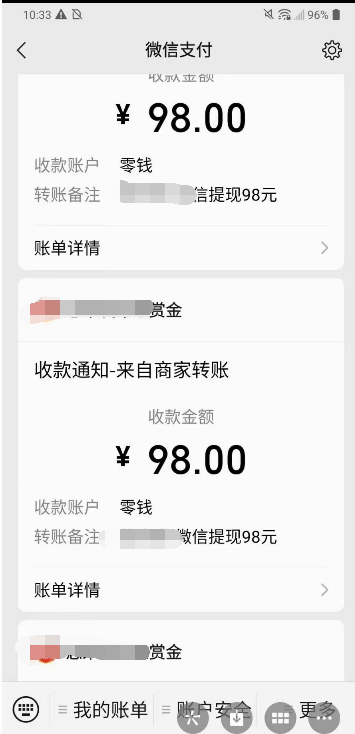 10:33
96%
微信支付
收款金额
￥98.00
收款账户 零钱
转账备注 信提现98元
账单详情
赏金
收款通知-来自商家转账
收款金额
￥98.00
收款账户 零钱
转账备注 微信提现98元
账单详情
赏金
我的账单 账户安全 更多